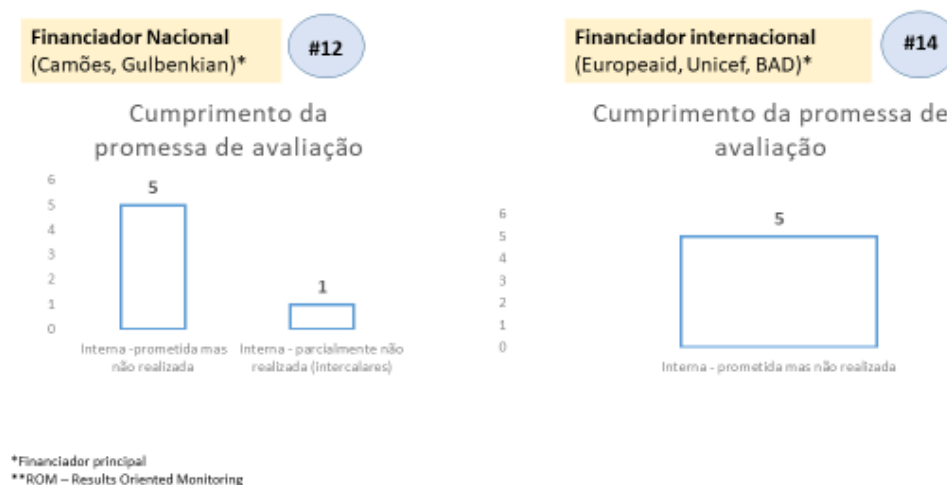 Financiador Nacional
(Camões, Gulbenkian)*
#12
Cumprimento da
promessa de avaliação
6
5
4
3
2
1
0
5
1
Interna -prometida mas
não realizada
Interna - parcialmente não
realizada (intercalares)
Financiador internacional
(Europeaid, Unicef, BAD)*
#14
Cumprimento da promessa de
avaliação
6
5
4
3
2
1
0
5
Interna - prometida mas não realizada
*Financiador principal
**ROM – Results Oriented Monitoring